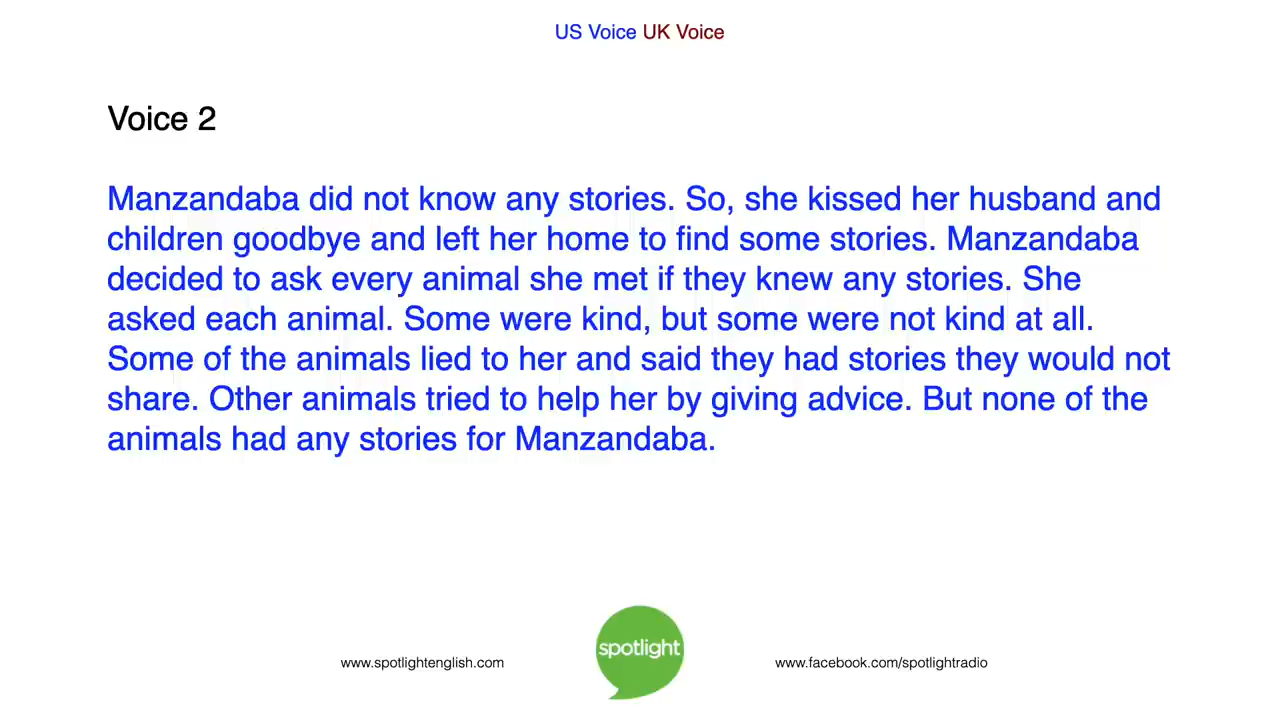 US Voice UK Voice
Voice 2
Manzandaba did not know any stories. So, she kissed her husband and
children goodbye and left her home to find some stories. Manzandaba
decided to ask every animal she met if they knew any stories. She
asked each animal. Some were kind, but some were not kind at all.
Some of the animals lied to her and said they had stories they would not
share. Other animals tried to help her by giving advice. But none of the
animals had any stories for Manzandaba.
www.spotlightenglish.com
spotlight
www.facebook.com/spotlightradio